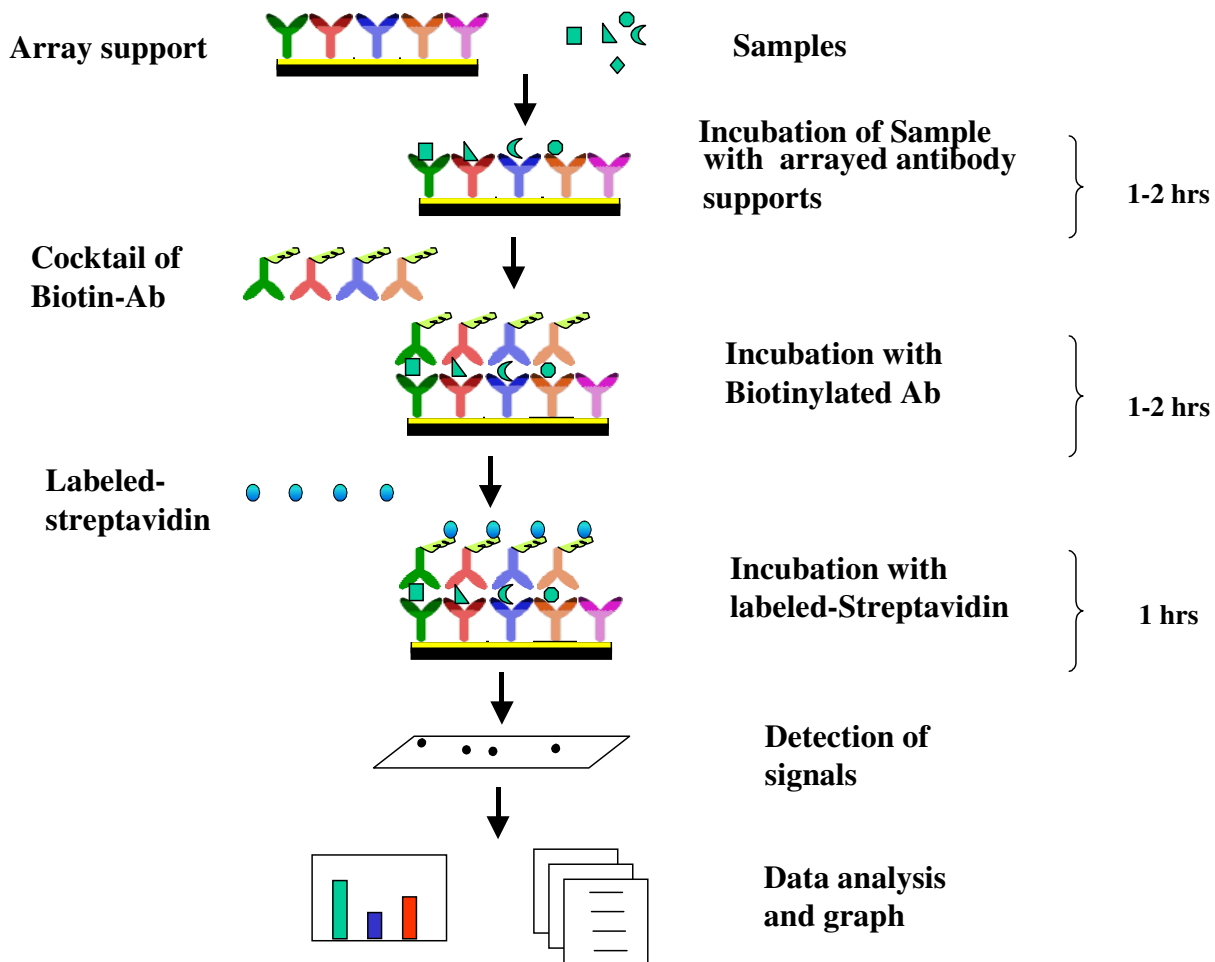 Array support
Samples
Incubation of Sample
with arrayed antibody
supports
1-2 hrs
Cocktail of
Biotin-Ab
Incubation with
Biotinylated Ab
1-2 hrs
Labeled-
streptavidin
Incubation with
labeled-Streptavidin
1 hrs
Detection of
signals
Data analysis
and graph